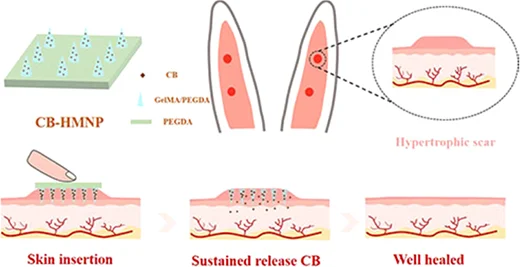 CB
GelMA/PEGDA
PEGDA
CB-HMNP
Hypertrophic scar
Skin insertion
Sustained release CB
Well healed